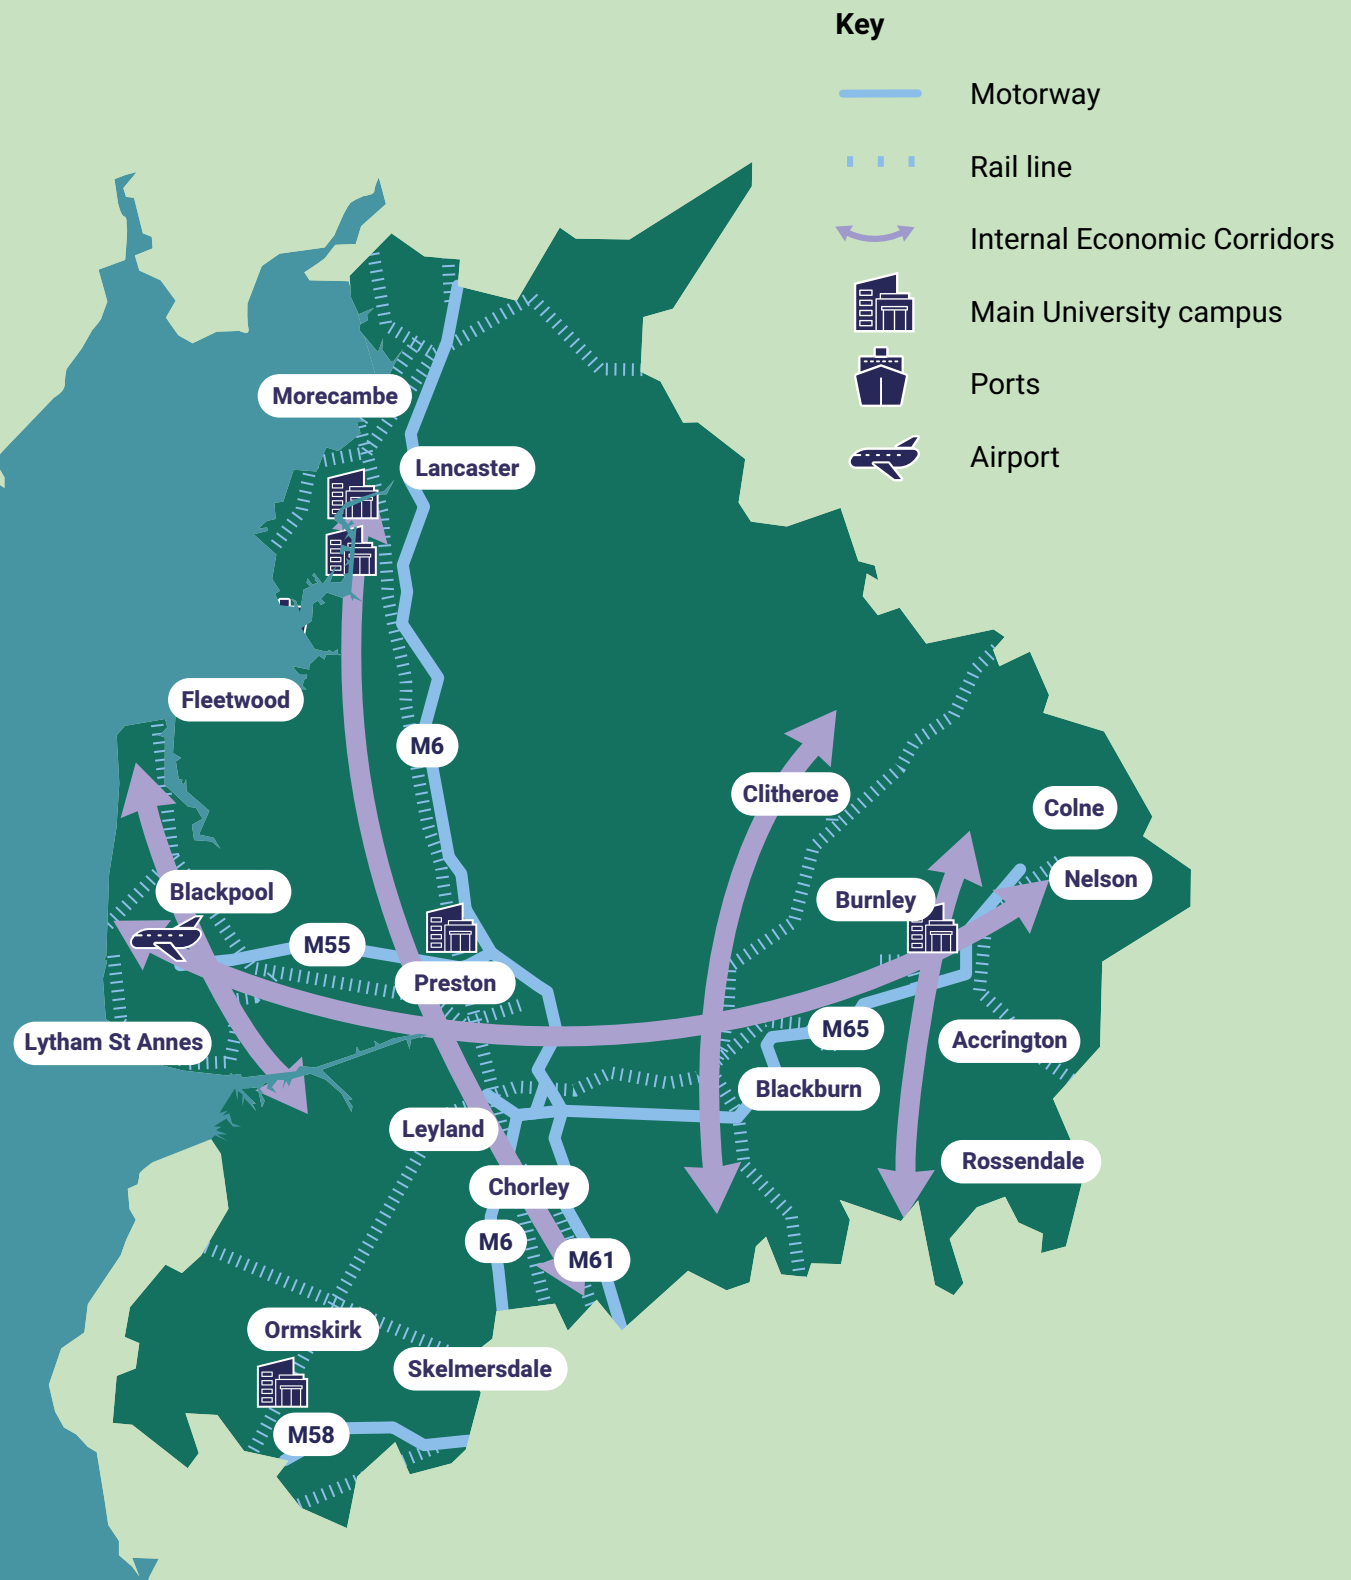 Key
Motorway
Rail line
Internal Economic Corridors
Main University campus
Ports
Airport
Morecambe
Lancaster
Fleetwood
M6
Clitheroe
Colne
Nelson
Blackpool
Burnley
M55
Preston
M65
Lytham St Annes
Accrington
Blackburn
Leyland
Rossendale
Chorley
M6
M61
Ormskirk
Skelmersdale
M58